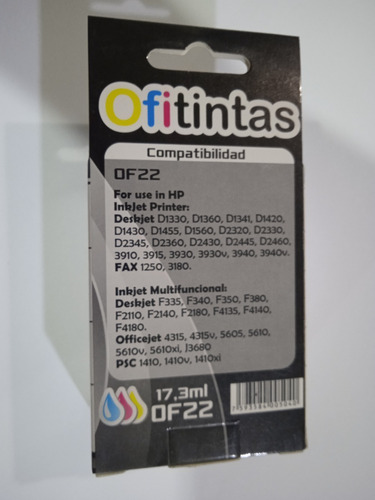 Ofitintas
Compatibilidad
OF22
For use in HP
InkJet Printer:
Deskjet D1330, D1360, D1341, D1420,
D1430, D1455, D1560, D2320, D2330,
D2345, D2360, D2430, D2445, D2460,
3910, 3915, 3930, 3930v, 3940, 3940v.
FAX 1250, 3180.
Inkjet Multifuncional:
Deskjet F335, F340, F350, F380,
F2110, F2140, F2180, F4135, F4140,
F4180.
Officejet 4315, 4315v, 5605, 5610,
5610v, 5610xi, J3680
PSC 1410, 1410v, 1410xi
17,3ml
OF22
7593584003040